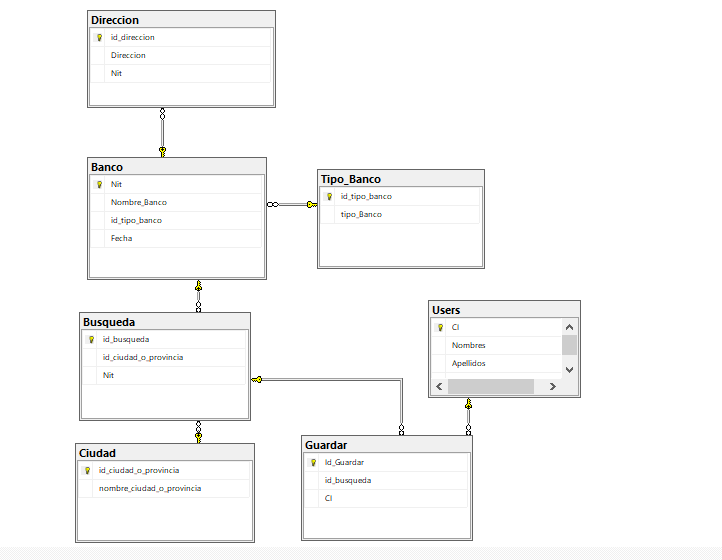 Direccion
id_direccion
Direccion
Nit
Banco
Nit
Nombre_Banco
id_tipo_banco
Fecha
Tipo_Banco
id_tipo_banco
tipo_Banco
Users
CI
Nombres
Apellidos
Busqueda
id_busqueda
id_ciudad_o_provincia
Nit
Ciudad
id_ciudad_o_provincia
nombre_ciudad_o_provincia
Guardar
Id_Guardar
id_busqueda
CI